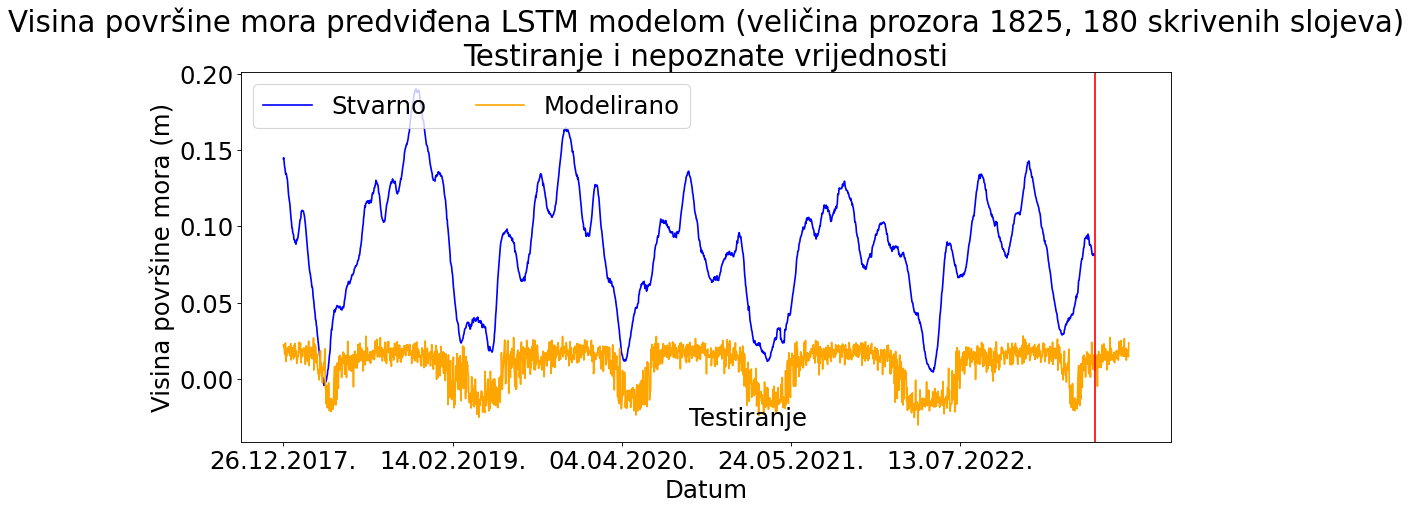 Visina površine mora predviđena LSTM modelom (veličina prozora 1825, 180 skrivenih slojeva)
Testiranje i nepoznate vrijednosti
Stvarno
Modelirano
Visina površine mora (m)
0.20
0.15
0.10
0.05
0.00
Testiranje
26.12.2017.
14.02.2019.
04.04.2020.
24.05.2021.
13.07.2022.
Datum